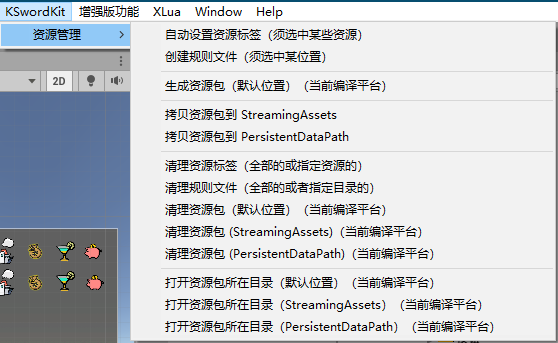 KSwordKit 增强版功能 XLua Window Help
资源管理
2D
自动设置资源标签（须选中某些资源）
创建规则文件（须选中某位置）
生成资源包（默认位置）（当前编译平台）
拷贝资源包到 StreamingAssets
拷贝资源包到 PersistentDataPath
清理资源标签（全部的或指定资源的）
清理规则文件（全部的或者指定目录的）
清理资源包（默认位置）（当前编译平台）
清理资源包 (StreamingAssets)（当前编译平台）
清理资源包 (PersistentDataPath)（当前编译平台）
打开资源包所在目录（默认位置）（当前编译平台）
打开资源包所在目录（StreamingAssets）（当前编译平台）
打开资源包所在目录（PersistentDataPath）（当前编译平台）